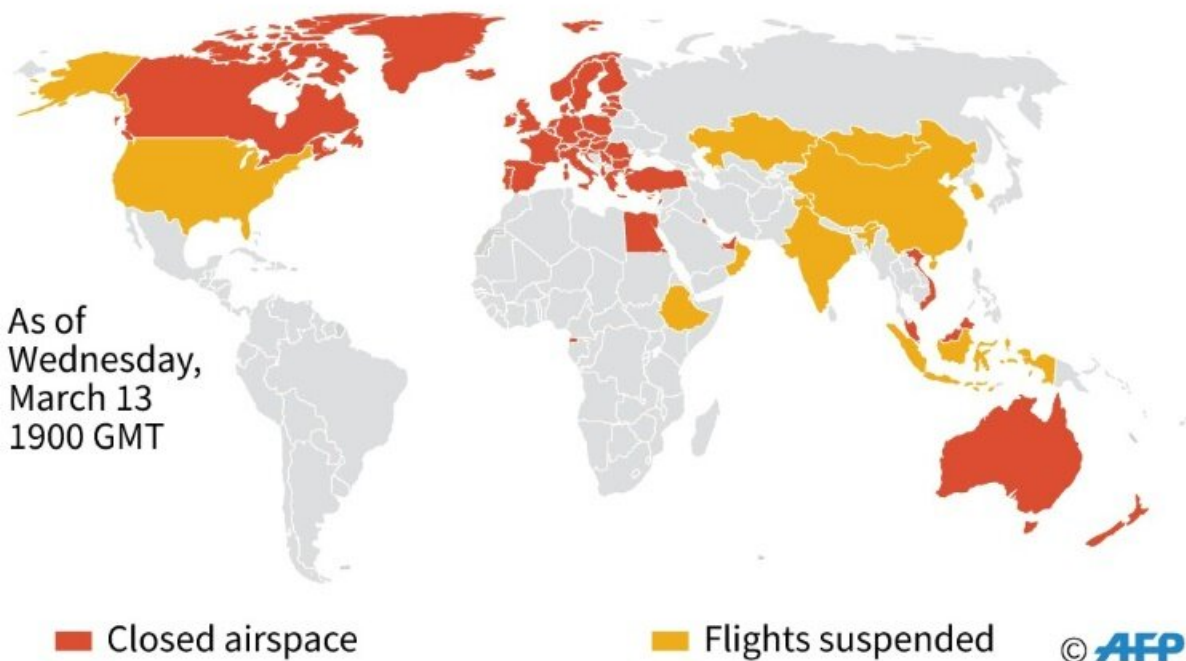 As of
Wednesday,
March 13
1900 GMT
Closed airspace
Flights suspended
© AFP